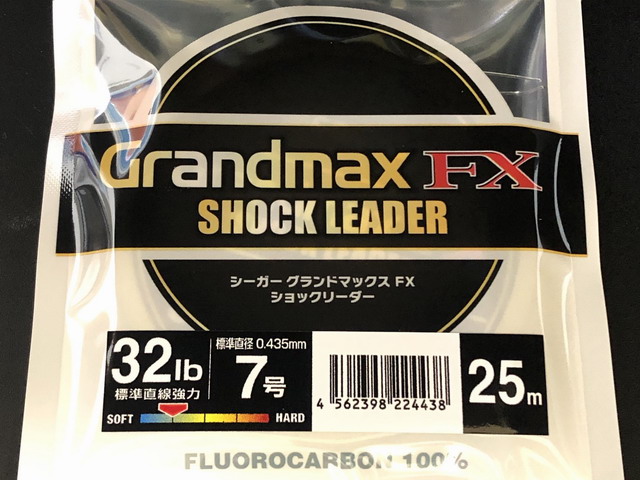 Grandmax FX
SHOCK LEADER
シーガー グランドマックス FX
ショックリーダー
32lb
標準直線強力
SOFT HARD
標準直径 0.435mm
7号
4 562398 224438
25m
FLUOROCARBON 100%